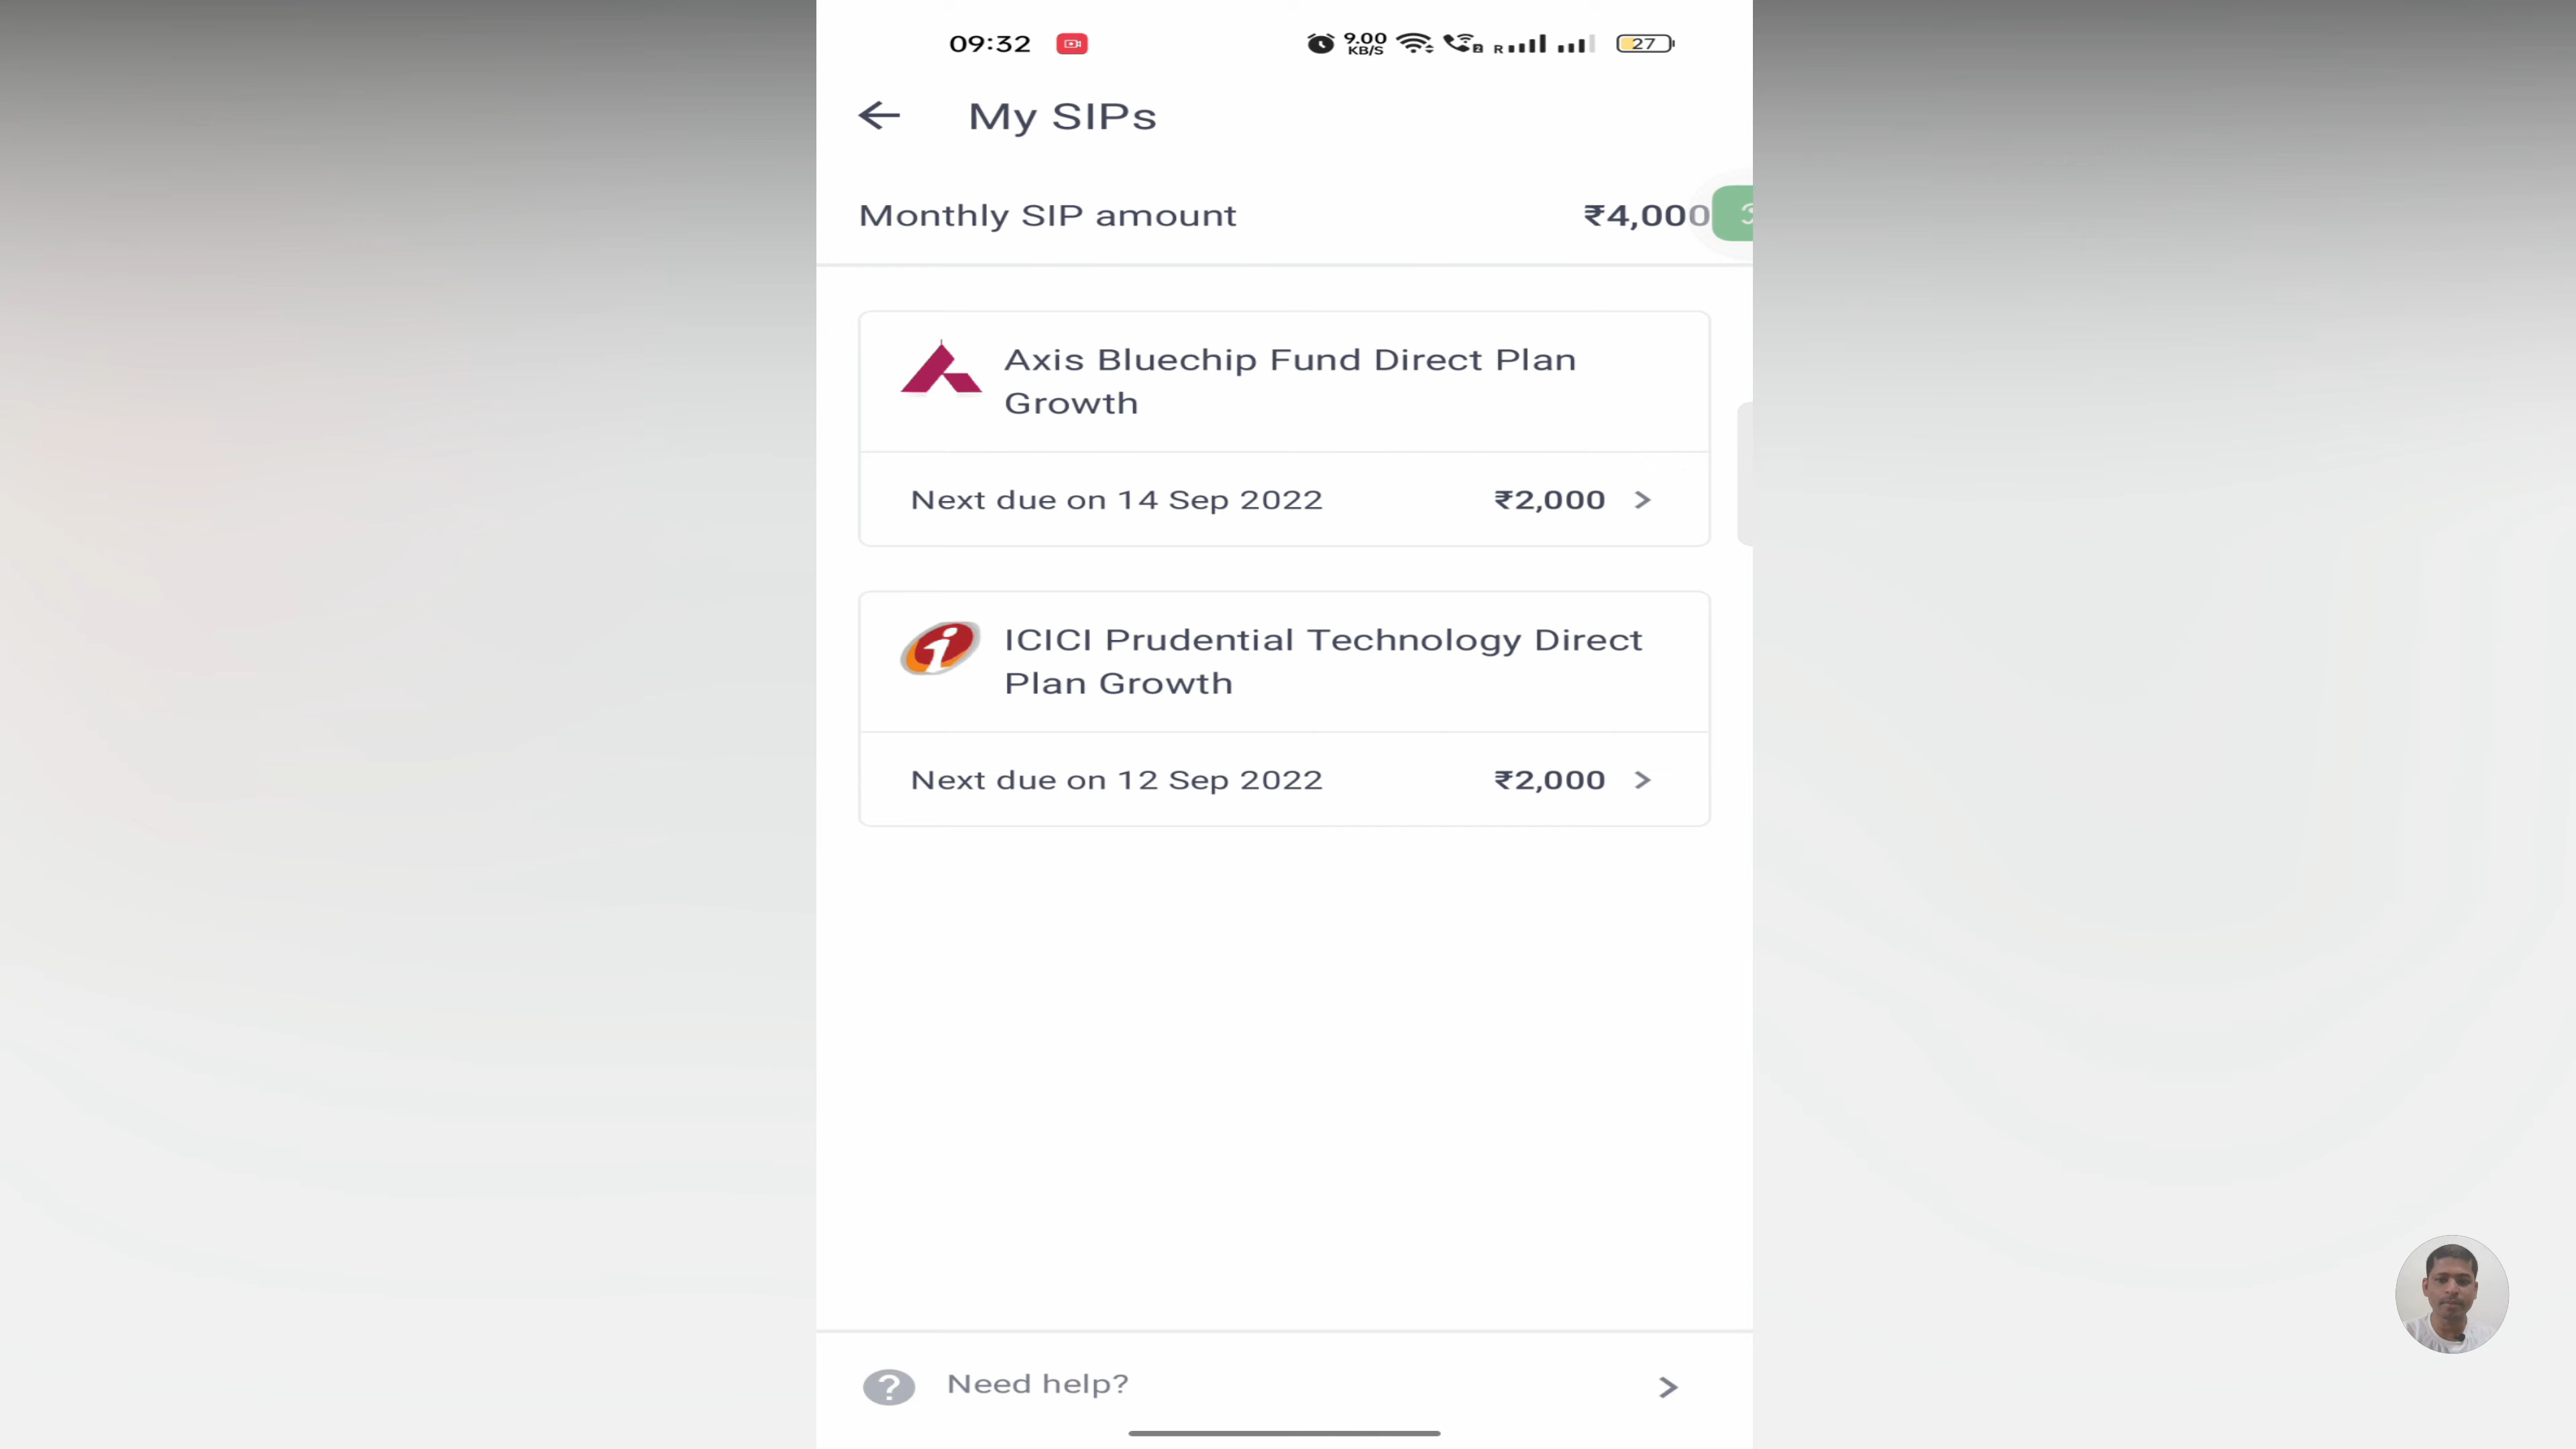 09:32
9.00
KB/S
R
27
My SIPs
Monthly SIP amount ₹4,000
Axis Bluechip Fund Direct Plan
Growth
Next due on 14 Sep 2022 ₹2,000
ICICI Prudential Technology Direct
Plan Growth
Next due on 12 Sep 2022 ₹2,000
Need help?